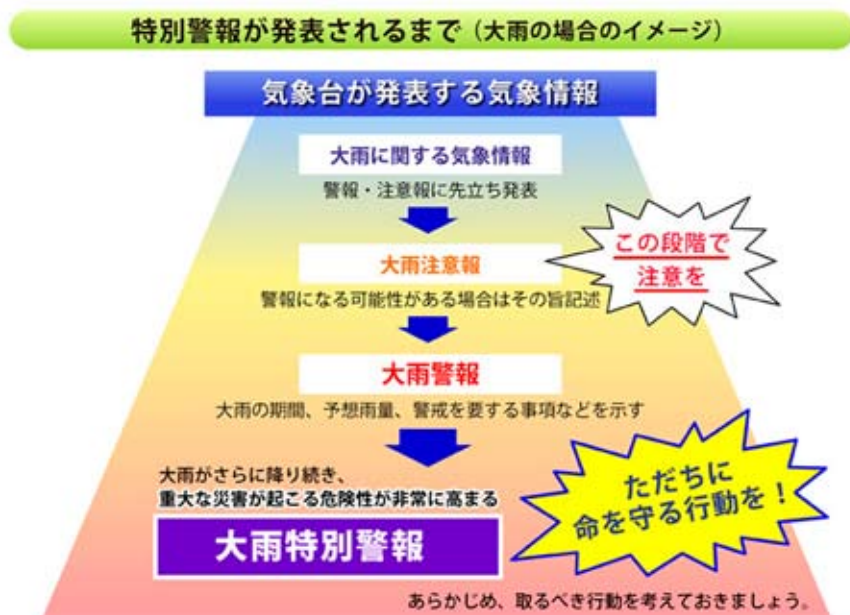 特別警報が発表されるまで（大雨の場合のイメージ）
気象台が発表する気象情報
大雨に関する気象情報
警報・注意報に先立ち発表
大雨注意報
警報になる可能性がある場合はその旨記述
この段階で
注意を
大雨警報
大雨の期間、予想雨量、警戒を要する事項などを示す
大雨がさらに降り続き、
重大な災害が起こる危険性が非常に高まる
大雨特別警報
ただちに
命を守る行動を！
あらかじめ、取るべき行動を考えておきましょう。